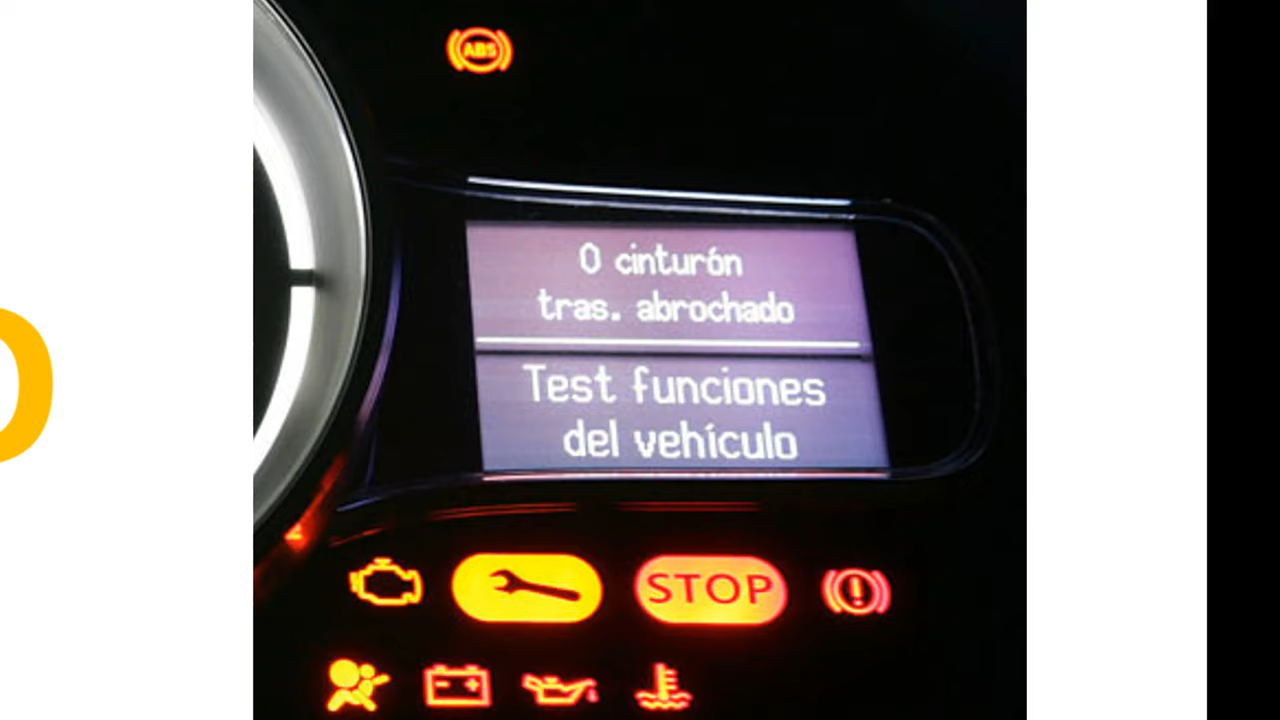 ABS
0 cinturón
tras. abrochado
Test funciones
del vehículo
STOP